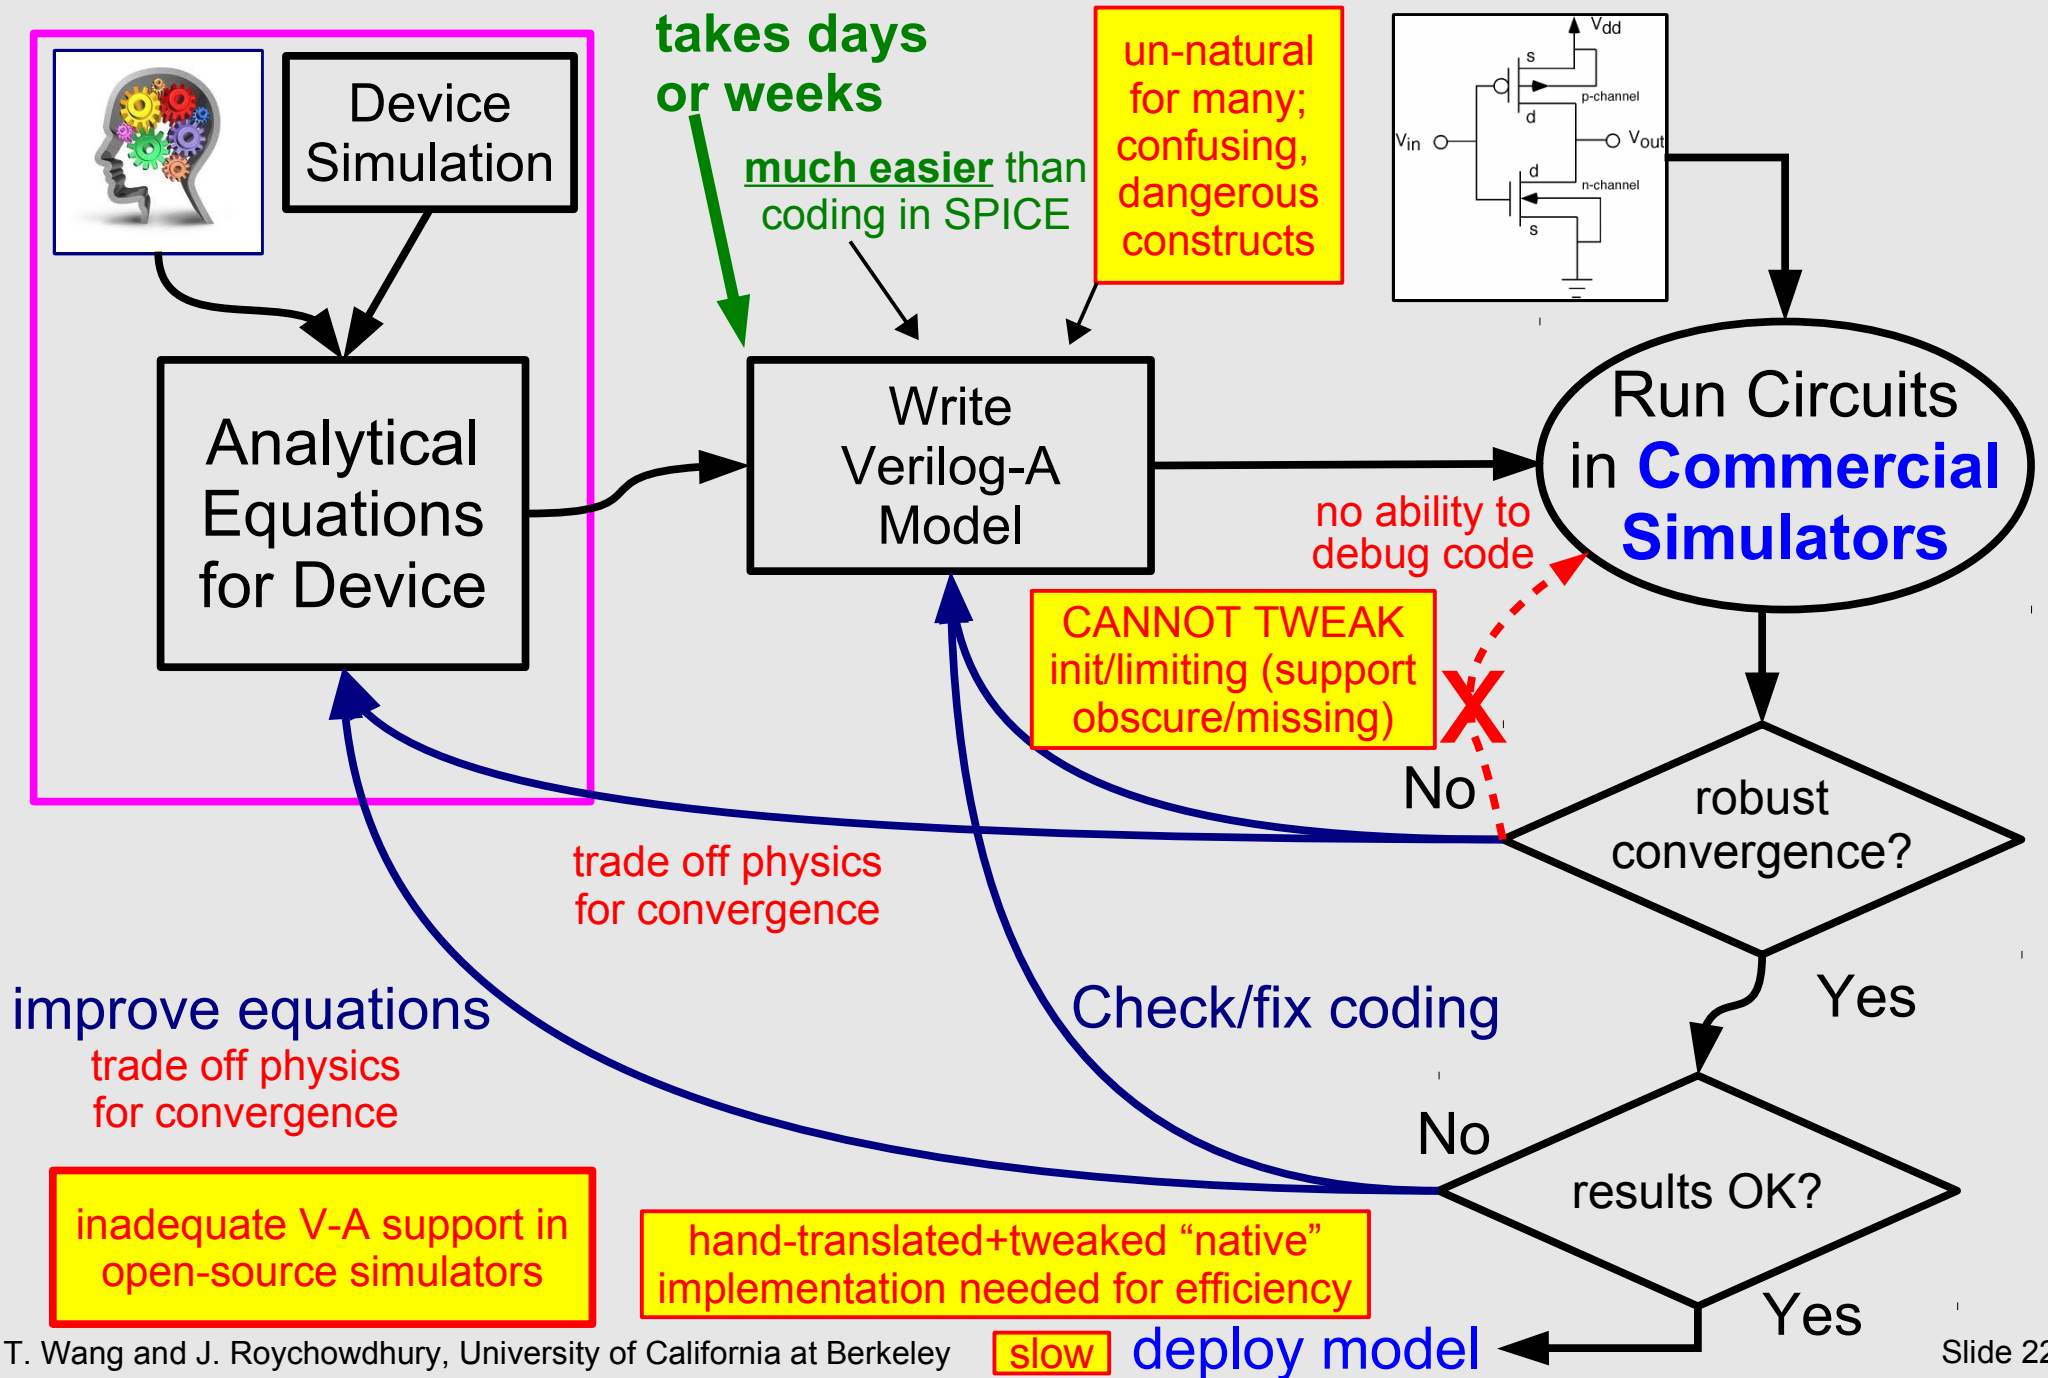 takes days
or weeks
much easier than
coding in SPICE
un-natural
for many;
confusing,
dangerous
constructs
Vdd
s
p-channel
d
Vin
Vout
d
n-channel
s
Device
Simulation
Analytical
Equations
for Device
Write
Verilog-A
Model
Run Circuits
in Commercial
Simulators
no ability to
debug code
CANNOT TWEAK
init/limiting (support
obscure/missing)
X
No
robust
convergence?
trade off physics
for convergence
Yes
improve equations
trade off physics
for convergence
Check/fix coding
No
results OK?
inadequate V-A support in
open-source simulators
hand-translated+tweaked “native”
implementation needed for efficiency
Yes
slow
deploy model
T. Wang and J. Roychowdhury, University of California at Berkeley
Slide 22